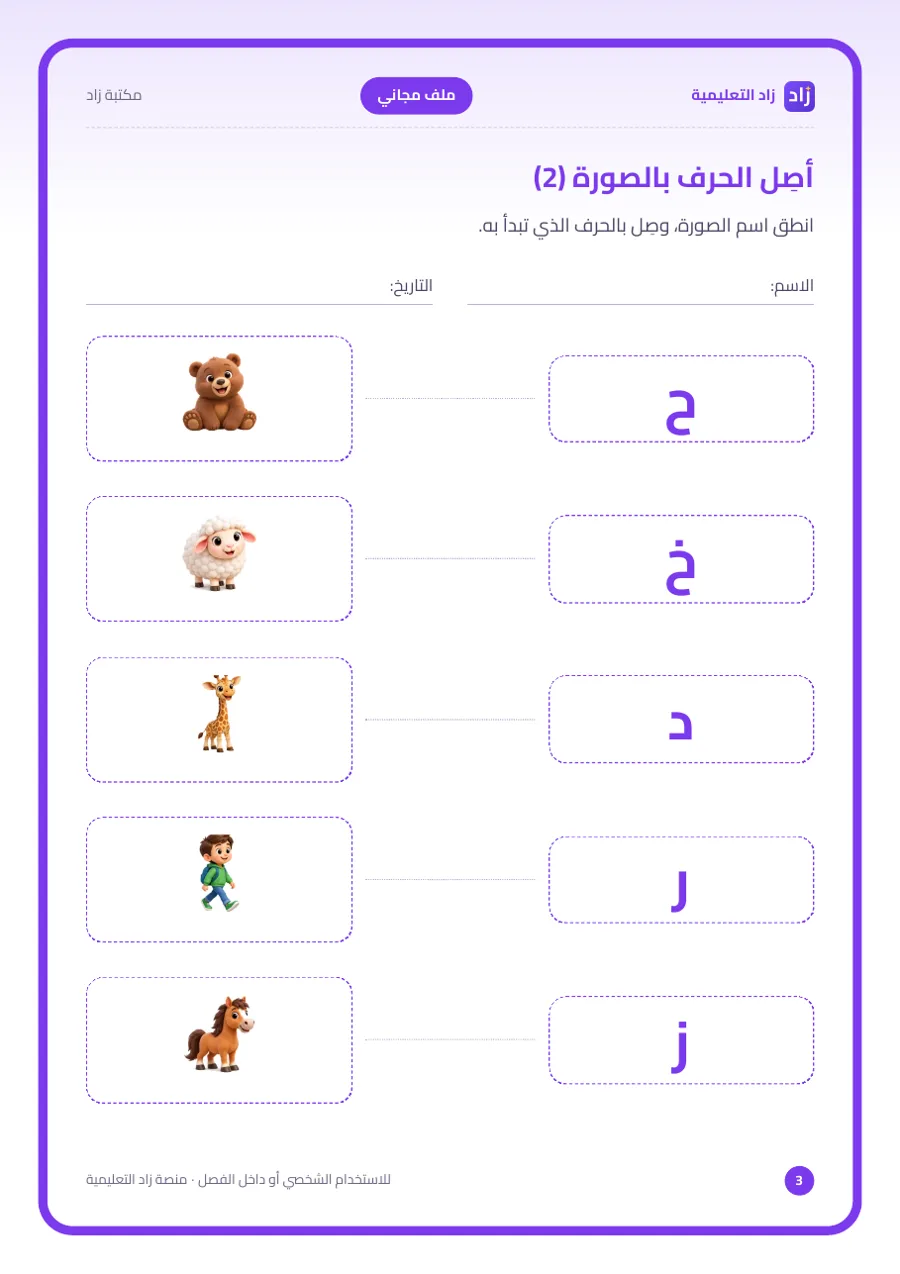 زاد
زاد التعليمية
ملف مجاني
مكتبة زاد
أصِل الحرف بالصورة (2)
انطق اسم الصورة، وصِل بالحرف الذي تبدأ به.
الاسم:
التاريخ:
ح
خ
د
ر
ز
3
للاستخدام الشخصي أو داخل الفصل · منصة زاد التعليمية